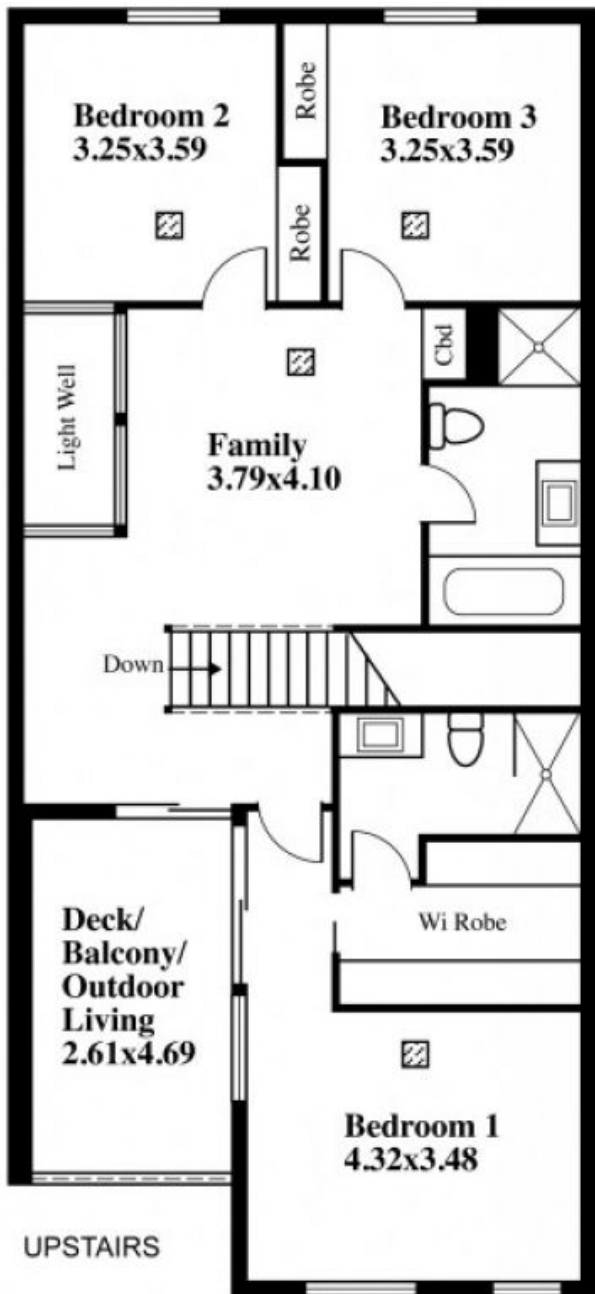 Bedroom 2
3.25x3.59
Robe
Robe
Bedroom 3
3.25x3.59
Light Well
Family
3.79x4.10
Cbd
Down
Deck/
Balcony/
Outdoor
Living
2.61x4.69
Wi Robe
Bedroom 1
4.32x3.48
UPSTAIRS